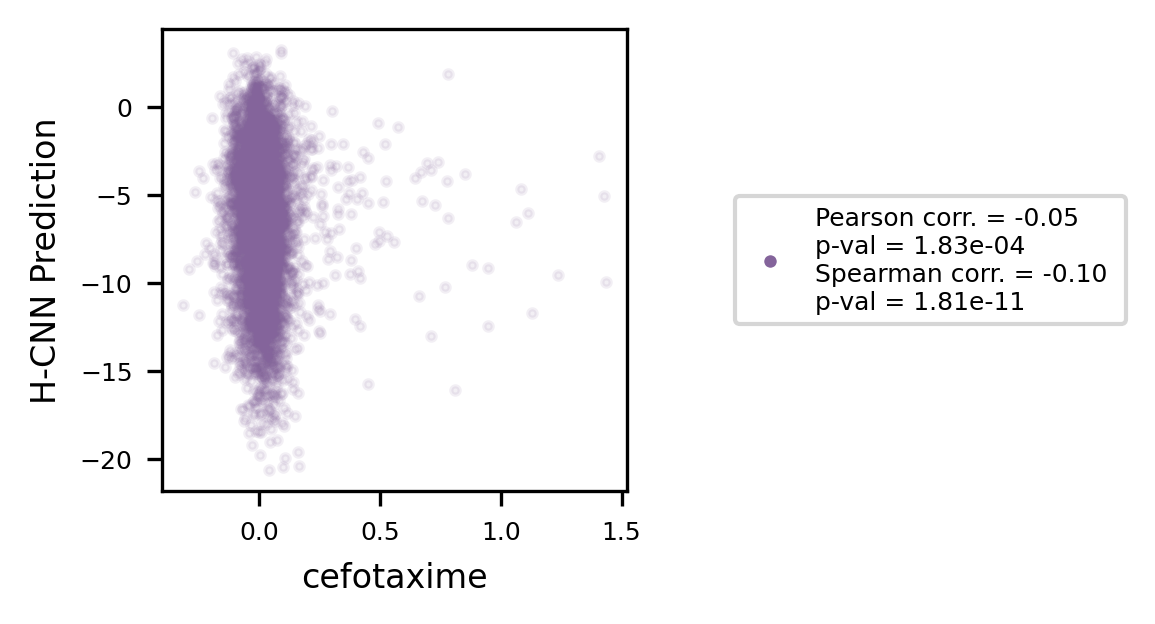 H-CNN Prediction
0
−5
−10
−15
−20
0.0 0.5 1.0 1.5
cefotaxime
Pearson corr. = -0.05
p-val = 1.83e-04
Spearman corr. = -0.10
p-val = 1.81e-11